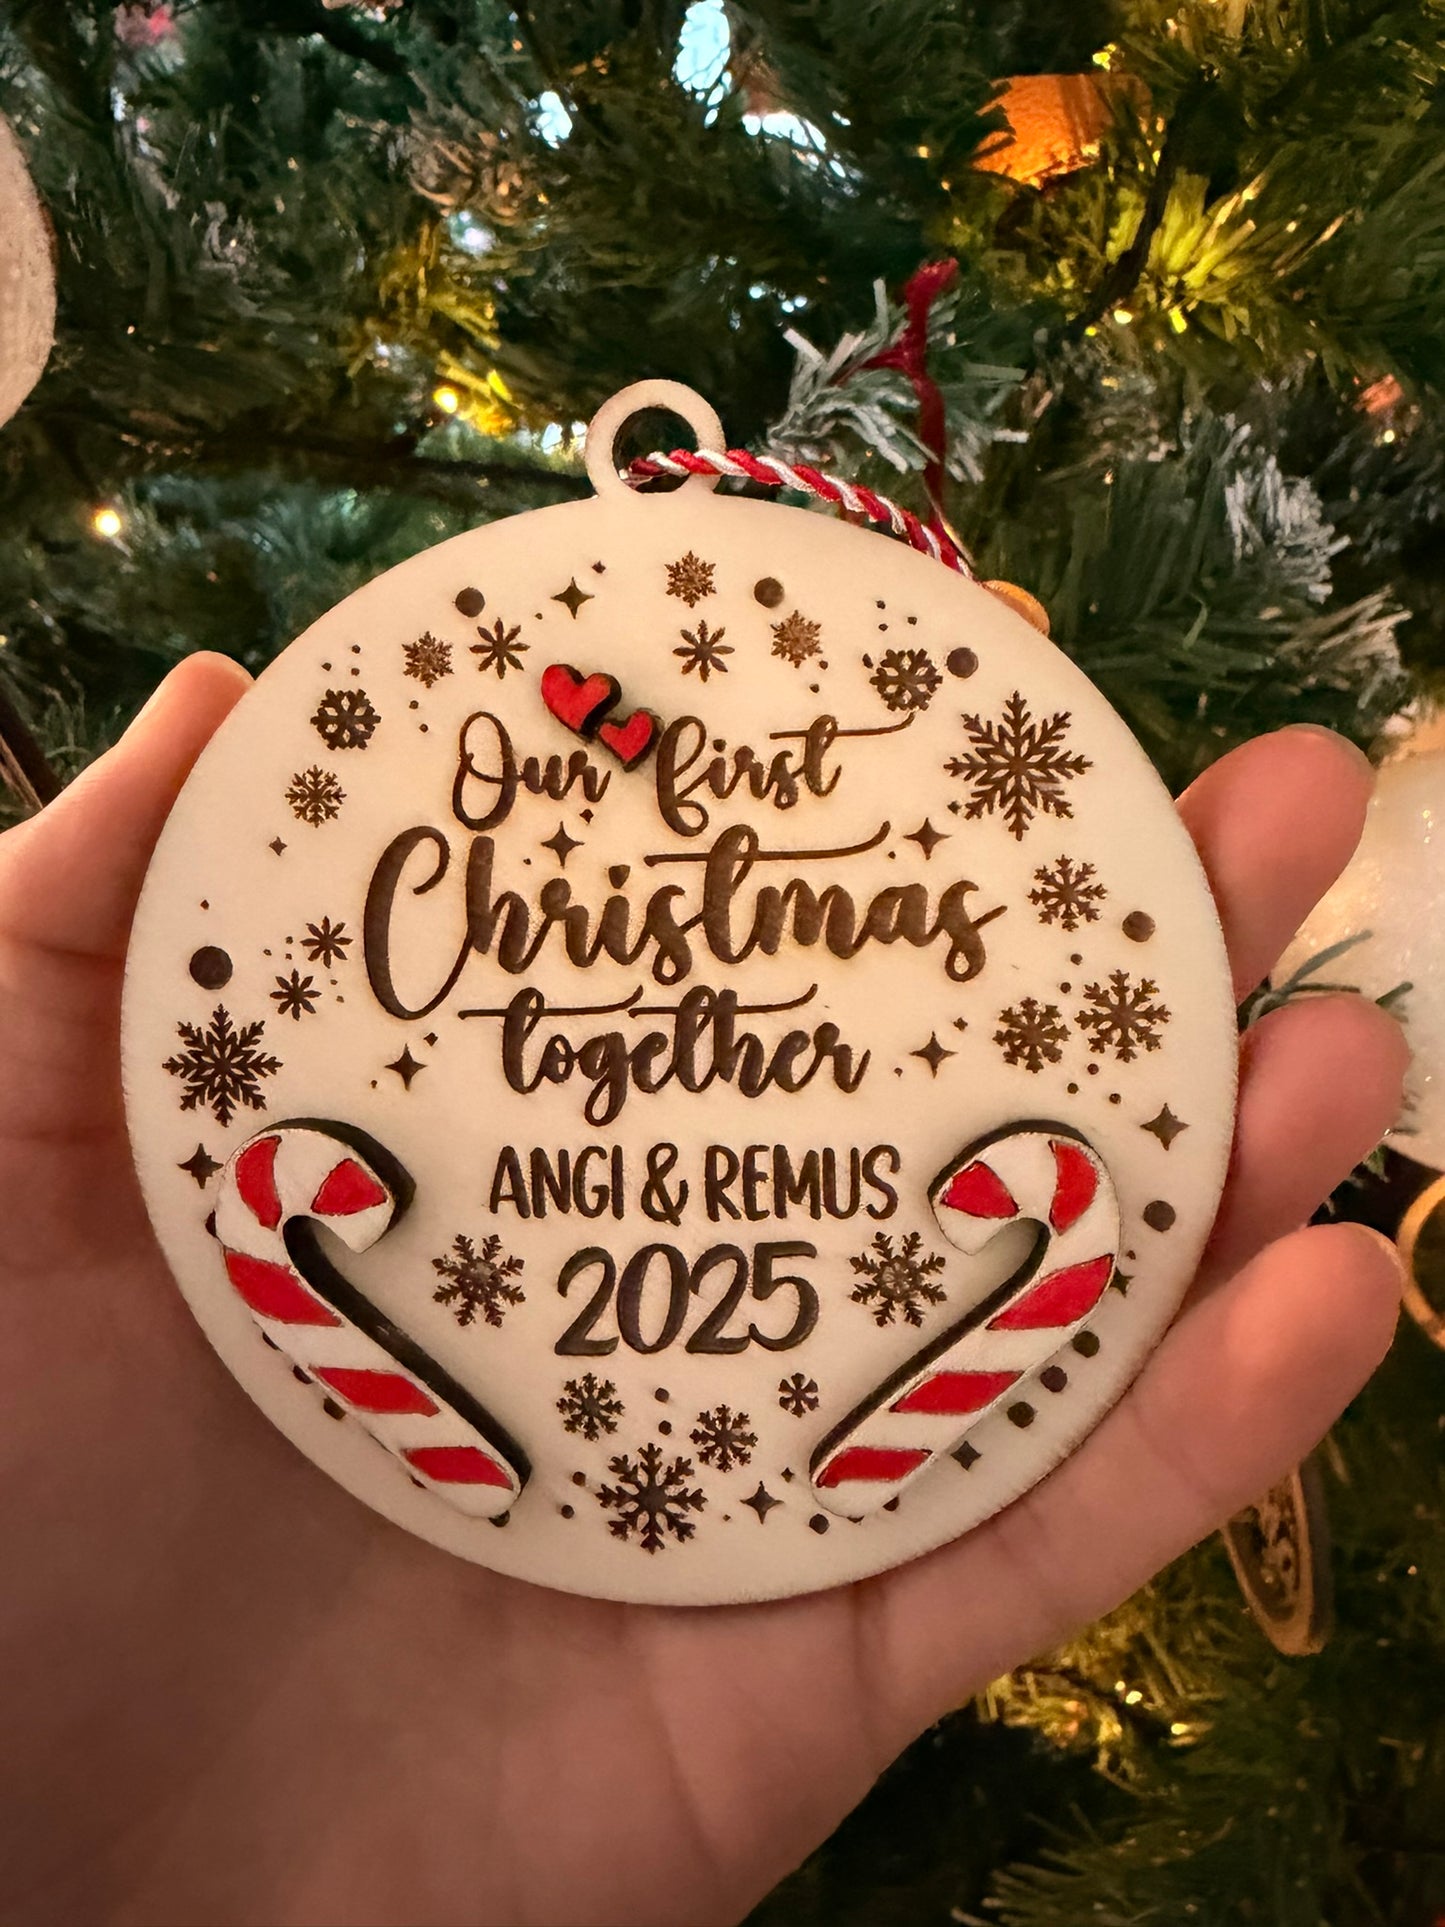 Our first
Christmas
together
ANGI & REMUS
2025